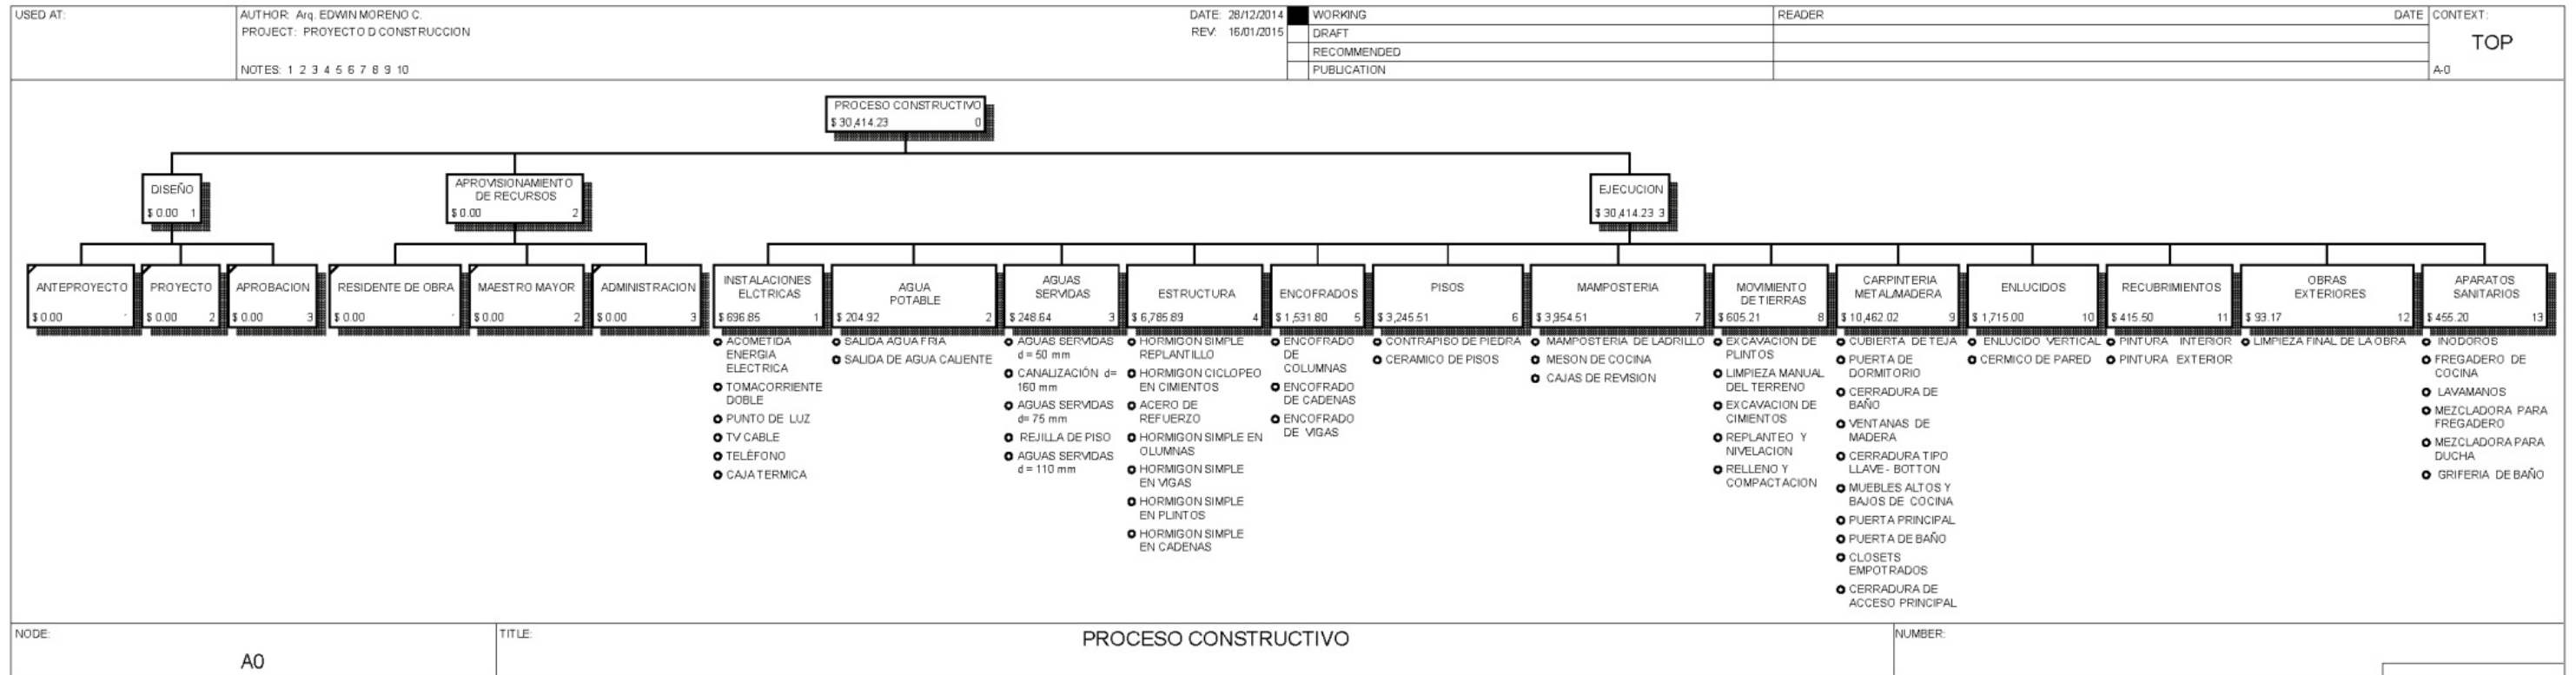 USED AT:
AUTHOR: Arq. EDWIN MORENO C.
PROJECT: PROYECTO D CONSTRUCCION
NOTES: 1 2 3 4 5 6 7 8 9 10
DATE: 28/12/2014
REV: 16/01/2015
WORKING
DRAFT
RECOMMENDED
PUBLICATION
READER
DATE
CONTEXT:
TOP
A-0
PROCESO CONSTRUCTIVO
$ 30,414.23 0
DISEÑO
$ 0.00 1
APROVISIONAMIENTO
DE RECURSOS
$ 0.00 2
EJECUCION
$ 30,414.23 3
ANTEPROYECTO
$ 0.00
PROYECTO
$ 0.00 2
APROBACION
$ 0.00 3
RESIDENTE DE OBRA
$ 0.00
MAESTRO MAYOR
$ 0.00 2
ADMINISTRACION
$ 0.00 3
INSTALACIONES
ELCTRICAS
$ 696.85 1
ACOMETIDA
ENERGIA
ELECTRICA
TOMACORRIENTE
DOBLE
PUNTO DE LUZ
TV CABLE
TELÉFONO
CAJA TERMICA
AGUA
POTABLE
$ 204.92 2
SALIDA AGUA FRIA
SALIDA DE AGUA CALIENTE
AGUAS
SERVIDAS
$ 248.64 3
AGUAS SERVIDAS
d = 50 mm
CANALIZACIÓN d=
160 mm
AGUAS SERVIDAS
d= 75 mm
REJILLA DE PISO
AGUAS SERVIDAS
d = 110 mm
ESTRUCTURA
$ 6,785.89 4
HORMIGON SIMPLE
REPLANTILLO
HORMIGON CICLOPEO
EN CIMIENTOS
ACERO DE
REFUERZO
HORMIGON SIMPLE EN
OLUMNAS
HORMIGON SIMPLE
EN VIGAS
HORMIGON SIMPLE
EN PLINTOS
HORMIGON SIMPLE
EN CADENAS
ENCOFRADOS
$ 1,531.80 5
ENCOFRADO
DE
COLUMNAS
ENCOFRADO
DE CADENAS
ENCOFRADO
DE VIGAS
PISOS
$ 3,245.51 6
CONTRAPISO DE PIEDRA
CERAMICO DE PISOS
MAMPOSTERIA
$ 3,954.51 7
MAMPOSTERIA DE LADRILLO
MESON DE COCINA
CAJAS DE REVISION
MOVIMIENTO
DE TIERRAS
$ 605.21 8
EXCAVACION DE
PLINTOS
LIMPIEZA MANUAL
DEL TERRENO
EXCAVACION DE
CIMIENTOS
REPLANTEO Y
NIVELACION
RELLENO Y
COMPACTACION
CARPINTERIA
METAL/MADERA
$ 10,462.02 9
CUBIERTA DE TEJA
PUERTA DE
DORMITORIO
CERRADURA DE
BAÑO
VENTANAS DE
MADERA
CERRADURA TIPO
LLAVE - BOTTON
MUEBLES ALTOS Y
BAJOS DE COCINA
PUERTA PRINCIPAL
PUERTA DE BAÑO
CLOSETS
EMPOTRADOS
CERRADURA DE
ACCESO PRINCIPAL
ENLUCIDOS
$ 1,715.00 10
ENLUCIDO VERTICAL
CERMICO DE PARED
RECUBRIMIENTOS
$ 415.50 11
PINTURA INTERIOR
PINTURA EXTERIOR
OBRAS
EXTERIORES
$ 93.17 12
LIMPIEZA FINAL DE LA OBRA
APARATOS
SANITARIOS
$ 455.20 13
INODOROS
FREGADERO DE
COCINA
LAVAMANOS
MEZCLADORA PARA
FREGADERO
MEZCLADORA PARA
DUCHA
GRIFERIA DE BAÑO
NODE:
A0
TITLE:
PROCESO CONSTRUCTIVO
NUMBER: